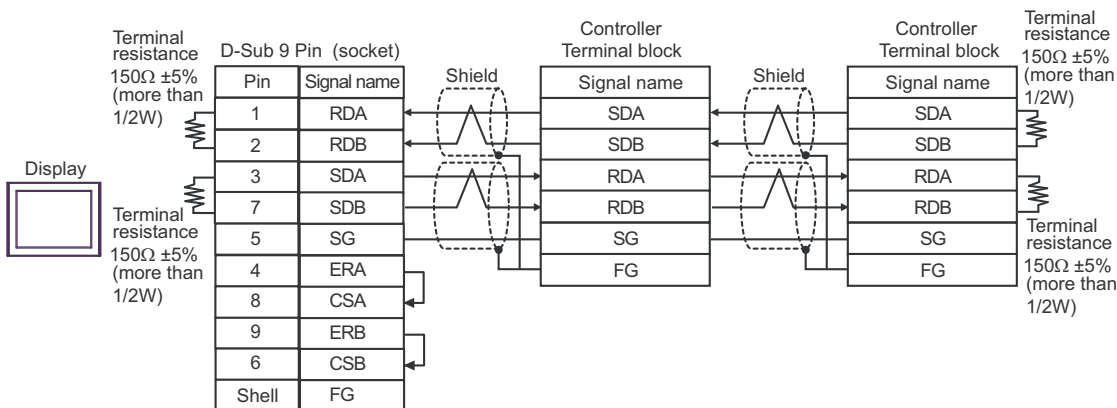 Terminal
resistance
150Ω ±5%
(more than
1/2W)
D-Sub 9 Pin (socket)
Pin Signal name
1 RDA
2 RDB
3 SDA
7 SDB
5 SG
4 ERA
8 CSA
9 ERB
6 CSB
Shell FG
Display
Terminal
resistance
150Ω ±5%
(more than
1/2W)
Shield
Controller
Terminal block
Signal name
SDA
SDB
RDA
RDB
SG
FG
Shield
Controller
Terminal block
Signal name
SDA
SDB
RDA
RDB
SG
FG
Terminal
resistance
150Ω ±5%
(more than
1/2W)
Terminal
resistance
150Ω ±5%
(more than
1/2W)